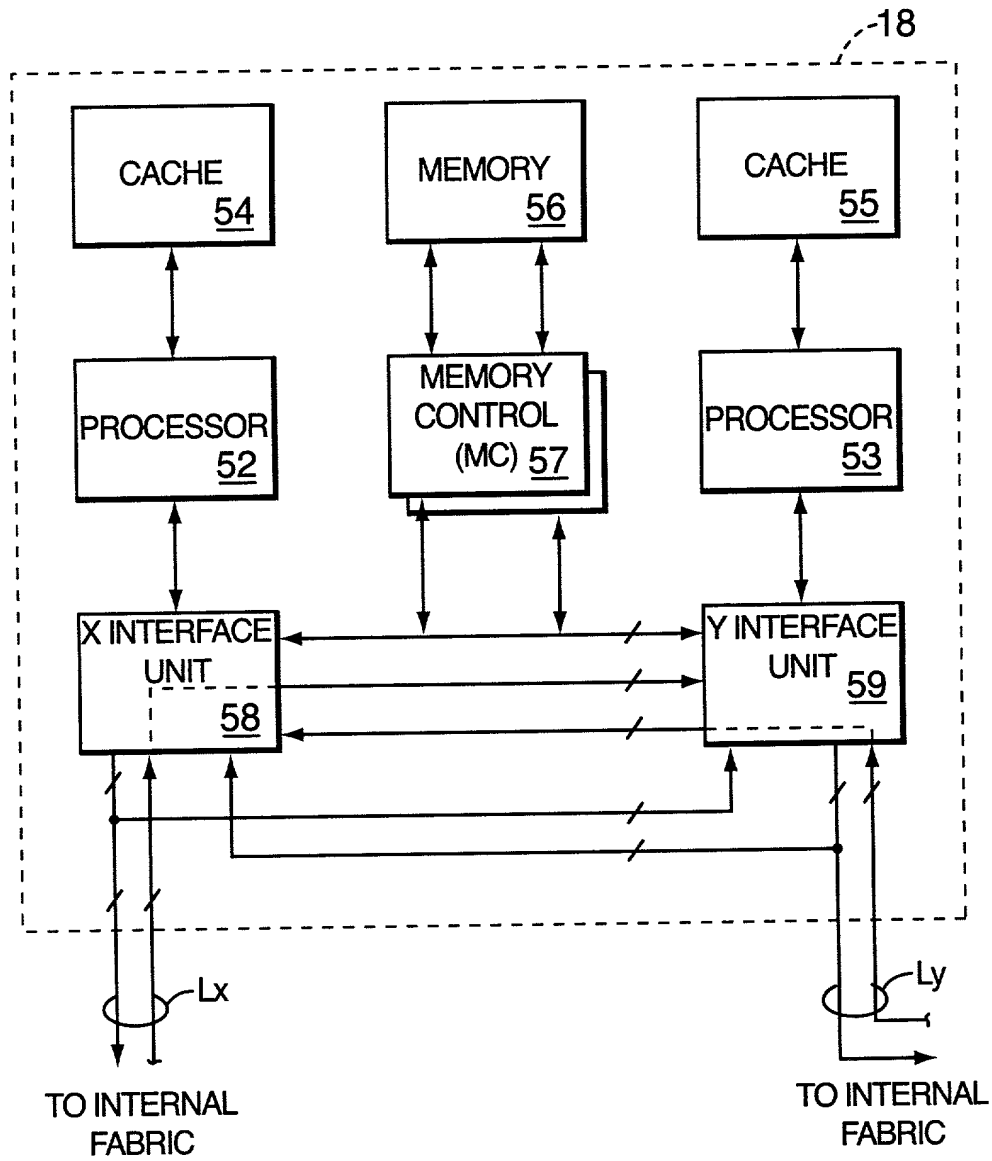 18
CACHE
54
MEMORY
56
CACHE
55
PROCESSOR
52
MEMORY
CONTROL
(MC) 57
PROCESSOR
53
X INTERFACE
UNIT
58
Y INTERFACE
UNIT
59
Lx
Ly
TO INTERNAL
FABRIC
TO INTERNAL
FABRIC